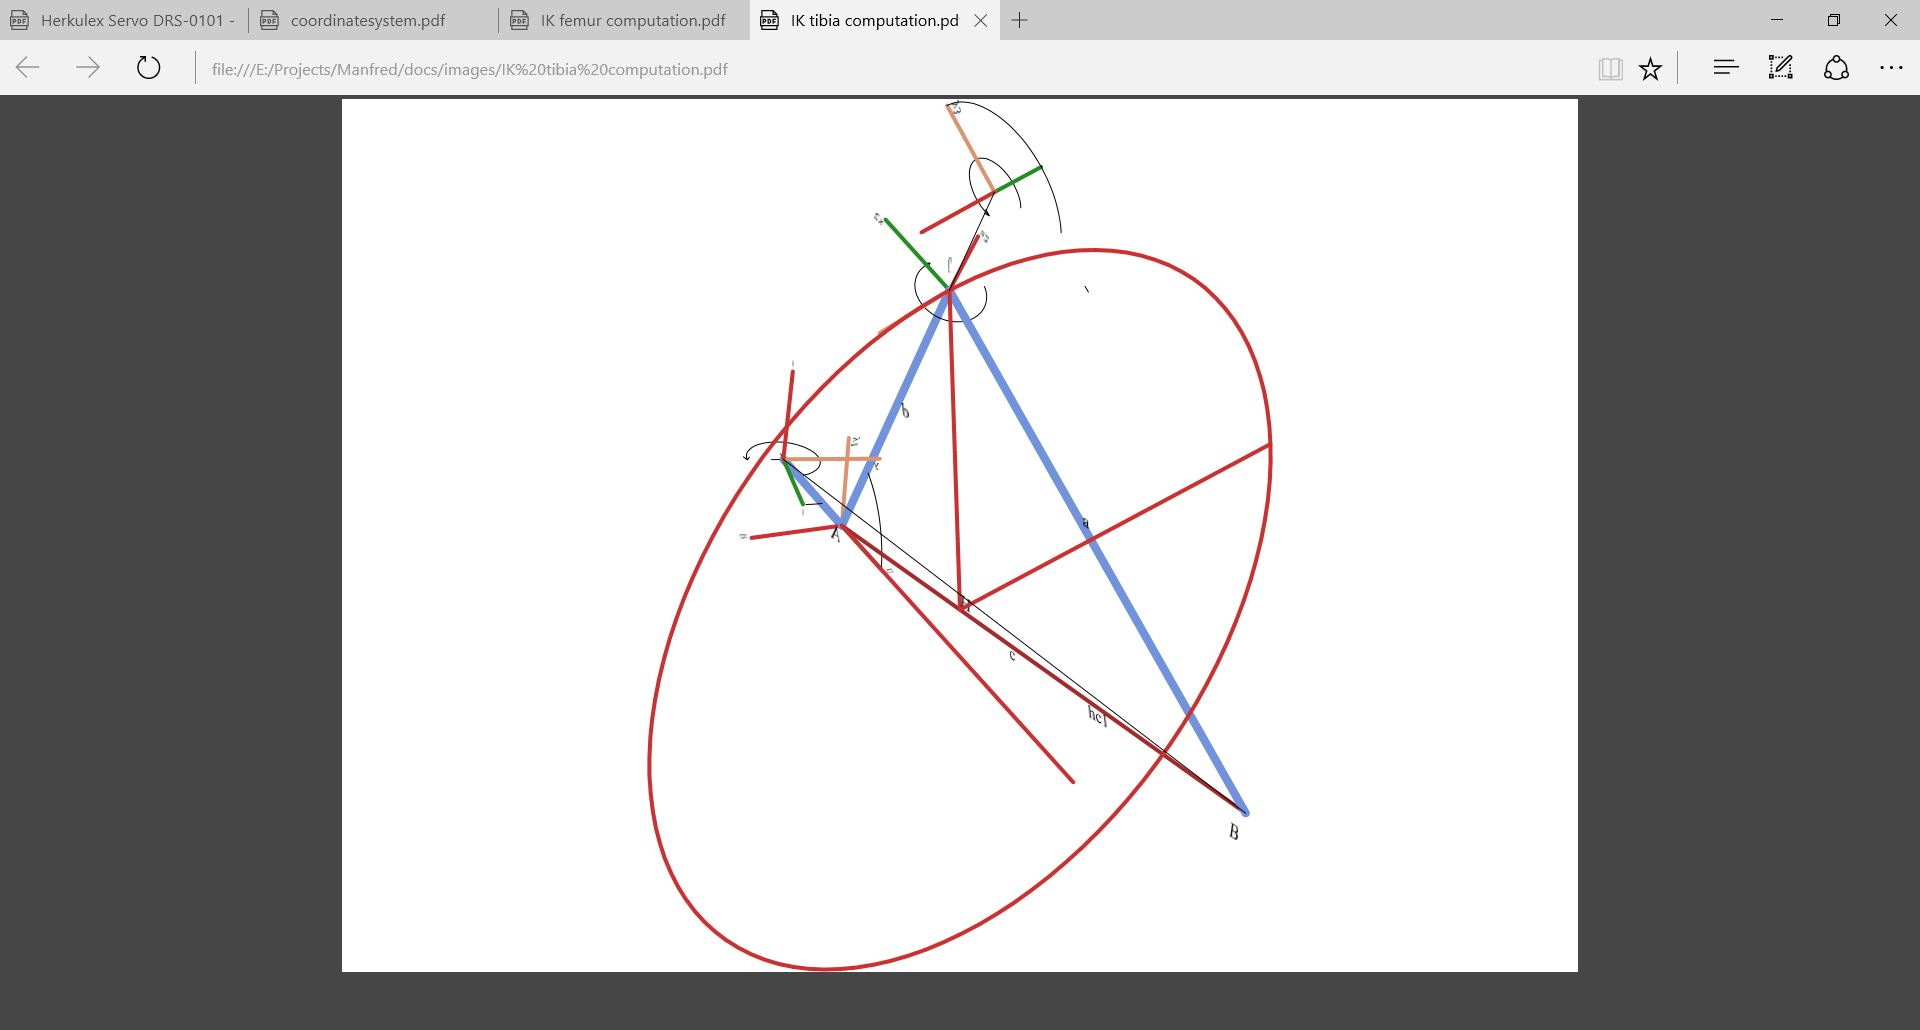 Herkulex Servo DRS-0101 -
coordinatesystem.pdf
IK femur computation.pdf
IK tibia computation.pd
file:///E:/Projects/Manfred/docs/images/IK%20tibia%20computation.pdf
b
a
A
H
c
hc1
B